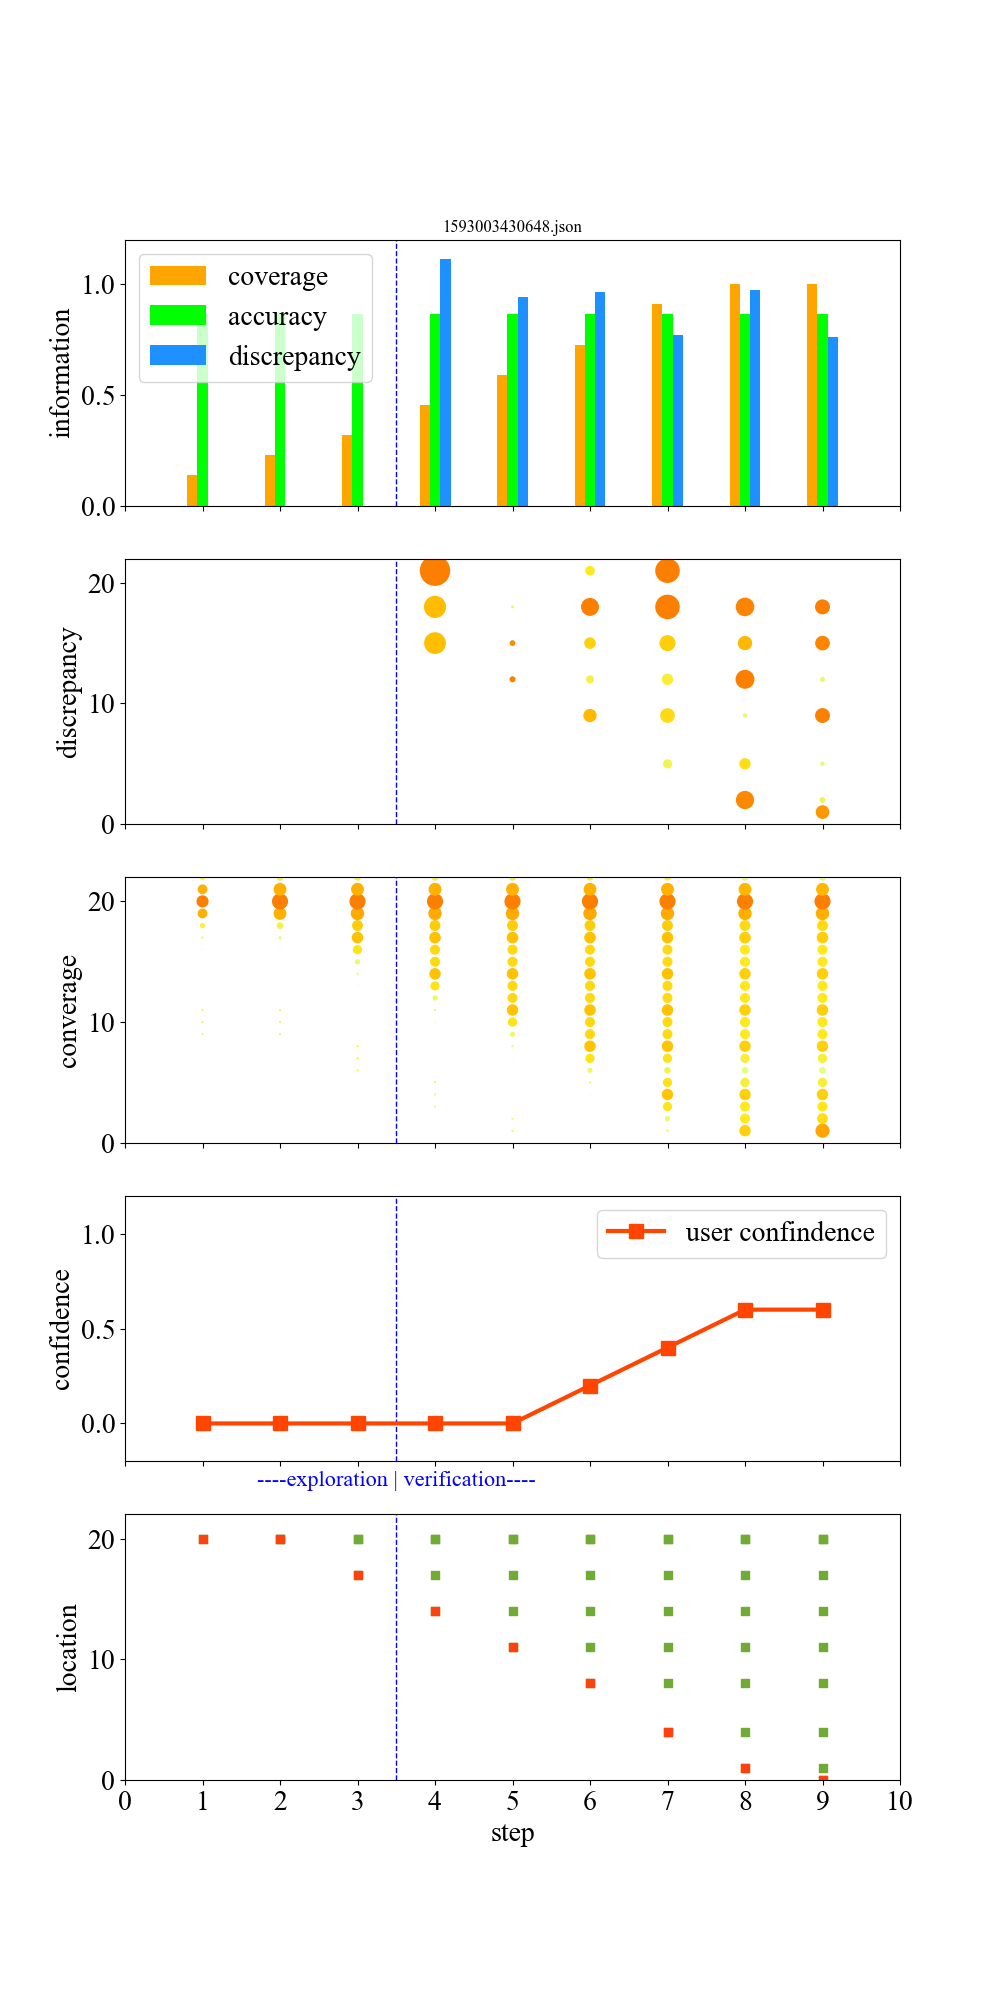 1593003430648.json
information
1.0
0.5
0.0
coverage
accuracy
discrepancy
discrepancy
20
10
0
converage
20
10
0
confidence
1.0
0.5
0.0
user confindence
----exploration | verification----
location
20
10
0
0 1 2 3 4 5 6 7 8 9 10
step